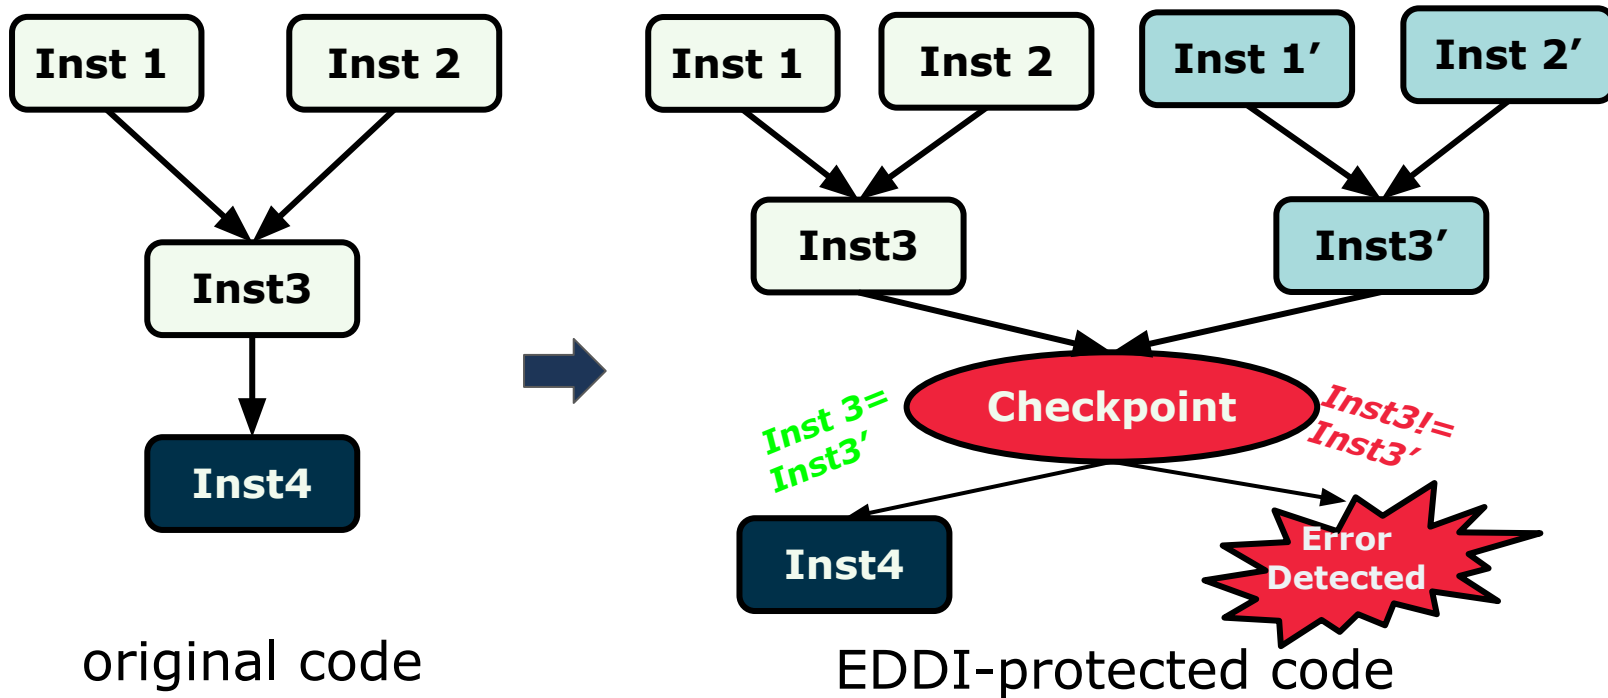 Inst 1
Inst 2
Inst3
Inst4
original code
Inst 1
Inst 2
Inst 1’
Inst 2’
Inst3
Inst3’
Checkpoint
Inst 3=
Inst3’
Inst3!=
Inst3’
Inst4
Error
Detected
EDDI-protected code